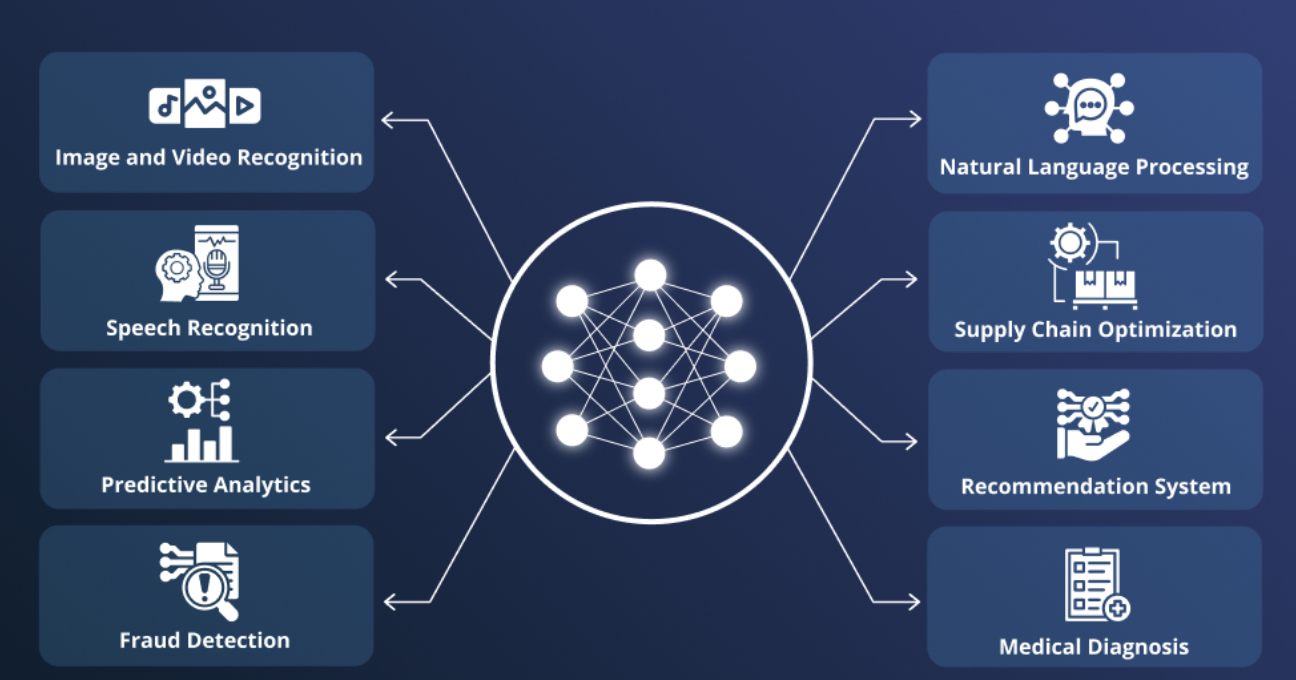 Image and Video Recognition
Speech Recognition
Predictive Analytics
Fraud Detection
Natural Language Processing
Supply Chain Optimization
Recommendation System
Medical Diagnosis